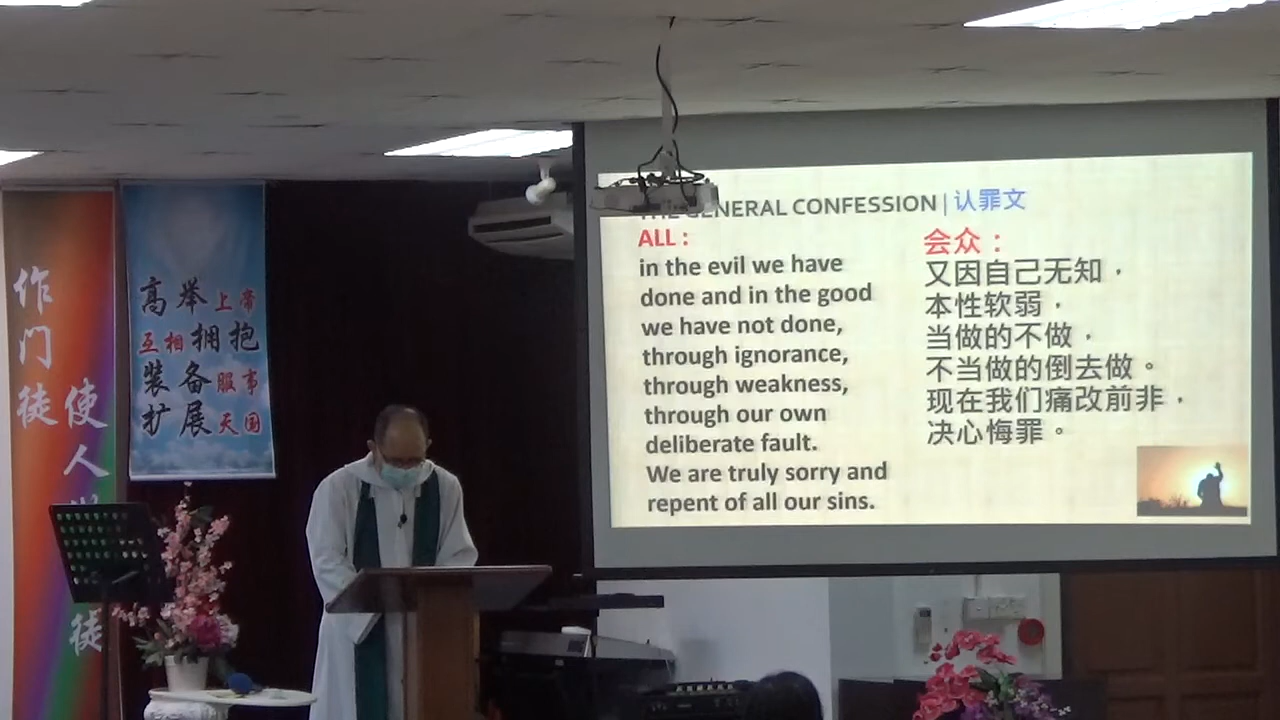 作门徒
使人
徒
高举上帝
互相拥抱
装备服事
扩展天国
GENERAL CONFESSION | 认罪文
ALL :
in the evil we have
done and in the good
we have not done,
through ignorance,
through weakness,
through our own
deliberate fault.
We are truly sorry and
repent of all our sins.
会众：
又因自己无知，
本性软弱，
当做的不做，
不当做的倒去做。
现在我们痛改前非，
决心悔罪。